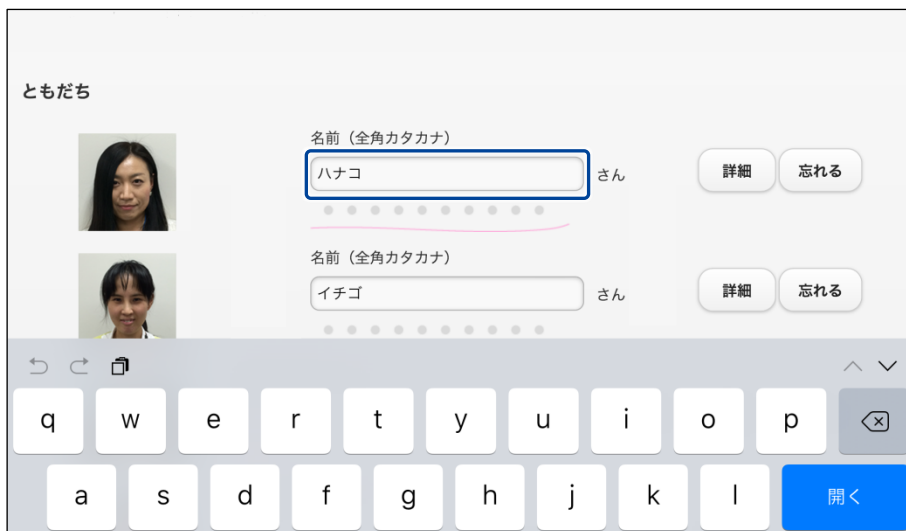 ともだち
名前（全角カタカナ）
ハナコ さん 詳細 忘れる
名前（全角カタカナ）
イチゴ さん 詳細 忘れる
q w e r t y u i o p
a s d f g h j k l 開く